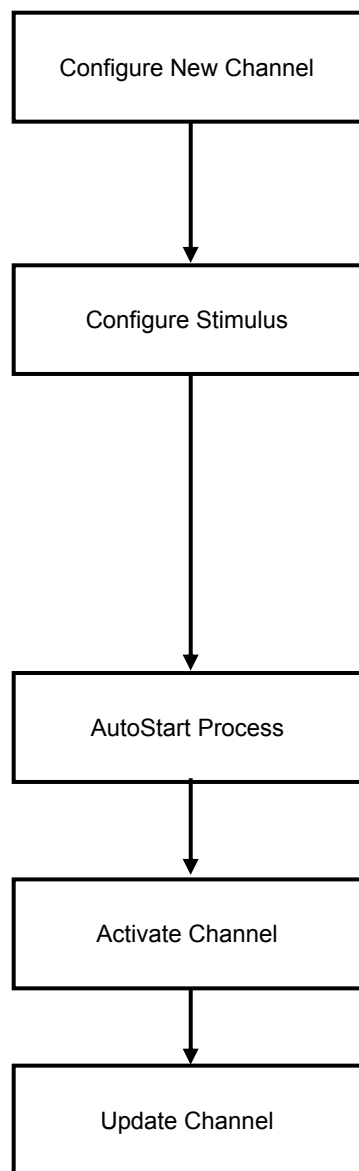 Configure New Channel
Configure Stimulus
AutoStart Process
Activate Channel
Update Channel